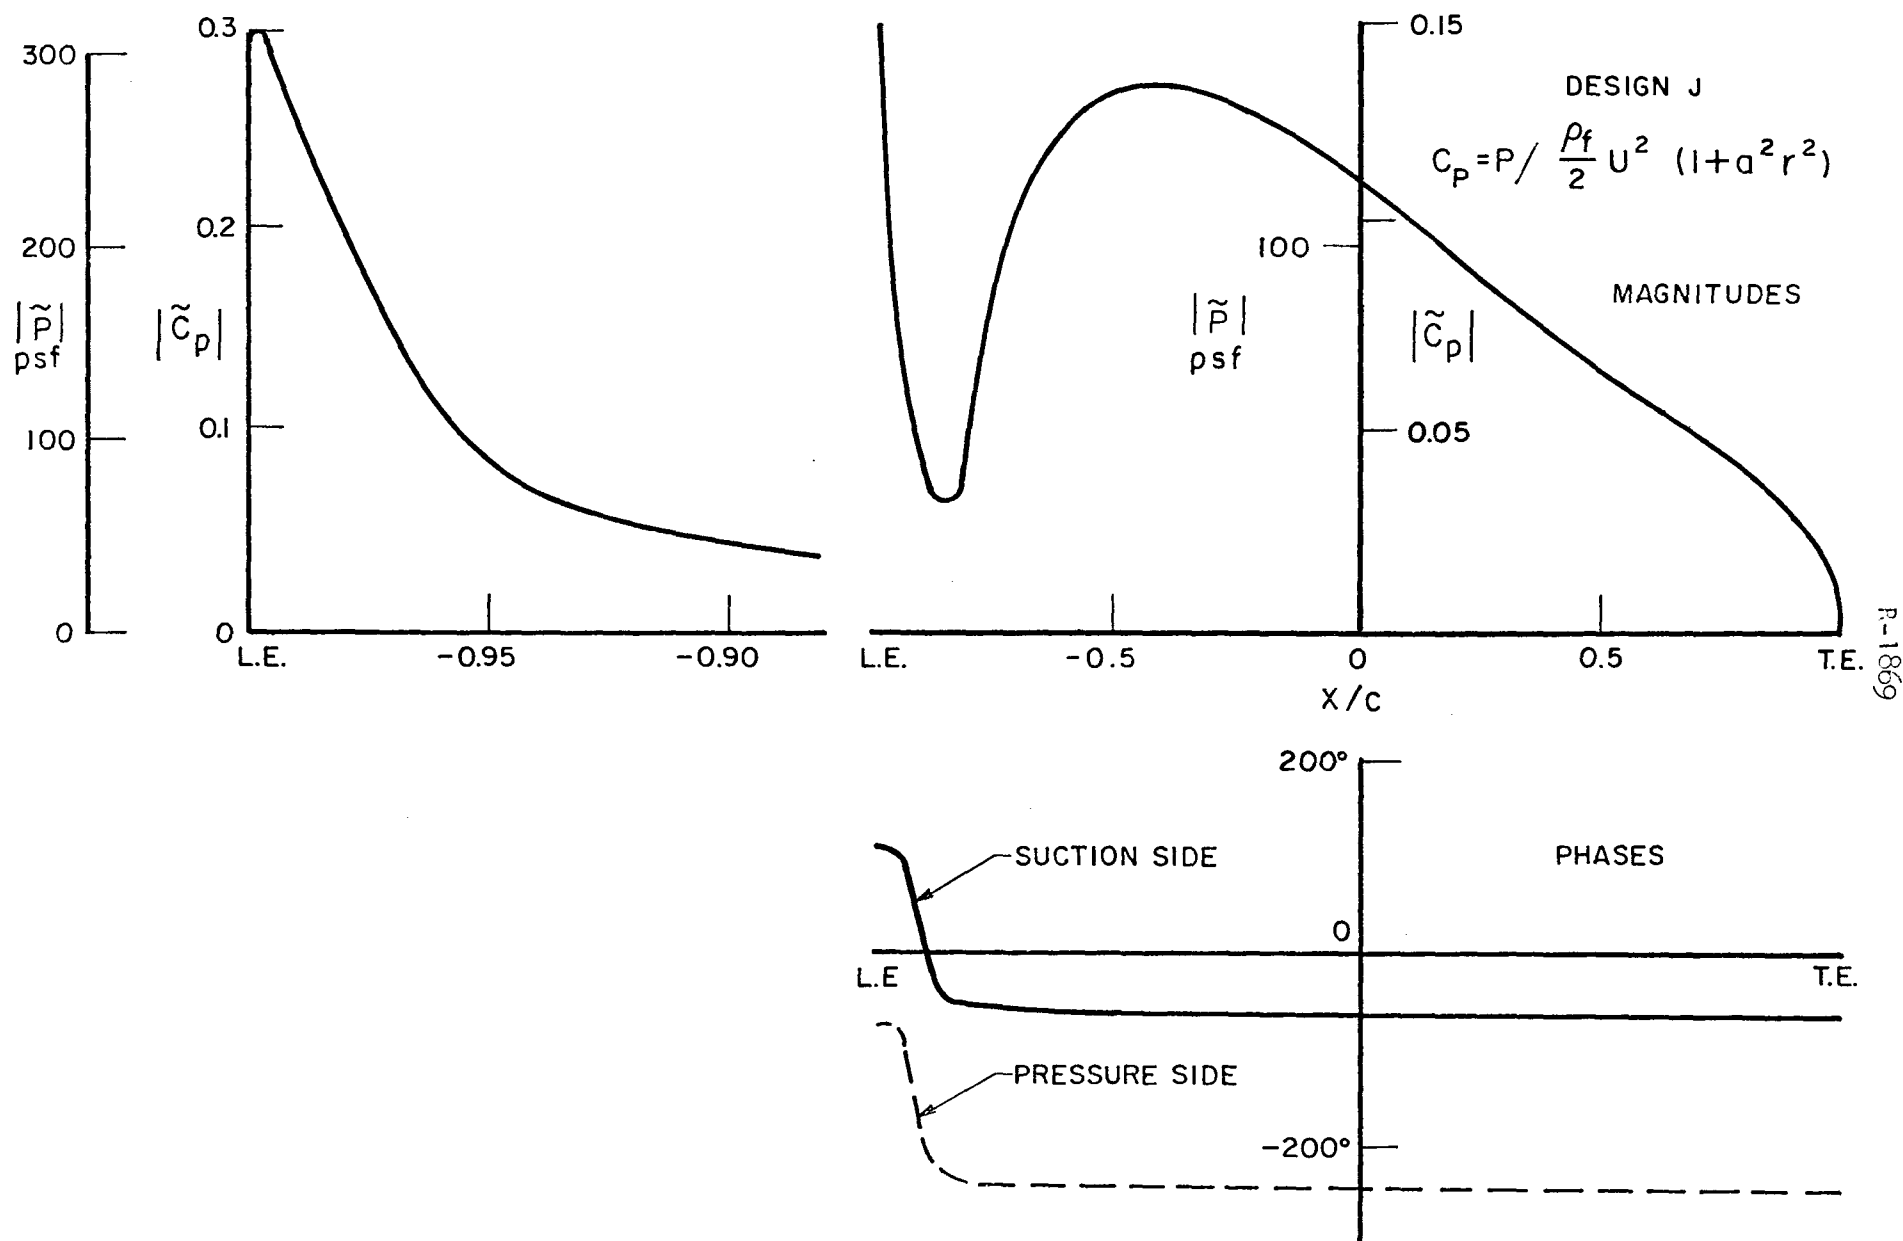 300
200
100
0
|P̃|
psf
0.3
0.2
0.1
0
|C̃p|
L.E.
-0.95
-0.90
0.15
100
0.05
|P̃|
psf
|C̃p|
DESIGN J
Cp = P / ρf/2 U² (1+a²r²)
MAGNITUDES
L.E.
-0.5
0
0.5
T.E.
X/C
R-1869
200°
SUCTION SIDE
PHASES
0
L.E
T.E.
PRESSURE SIDE
-200°